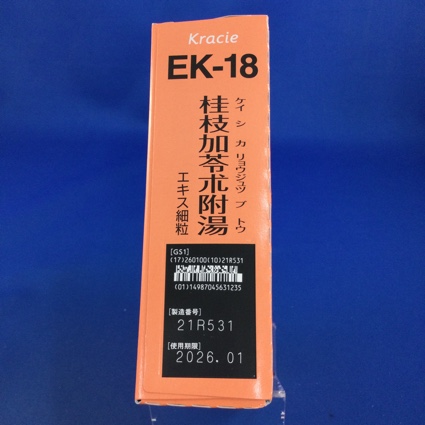 Kracie
EK-18
桂枝加苓朮附湯
ケイ シ カ リョウジュツ ブ トウ
エキス細粒
[GS1]
(17)260100(10)21R531
(01)14987045631235
[製造番号]
21R531
[使用期限]
2026.01